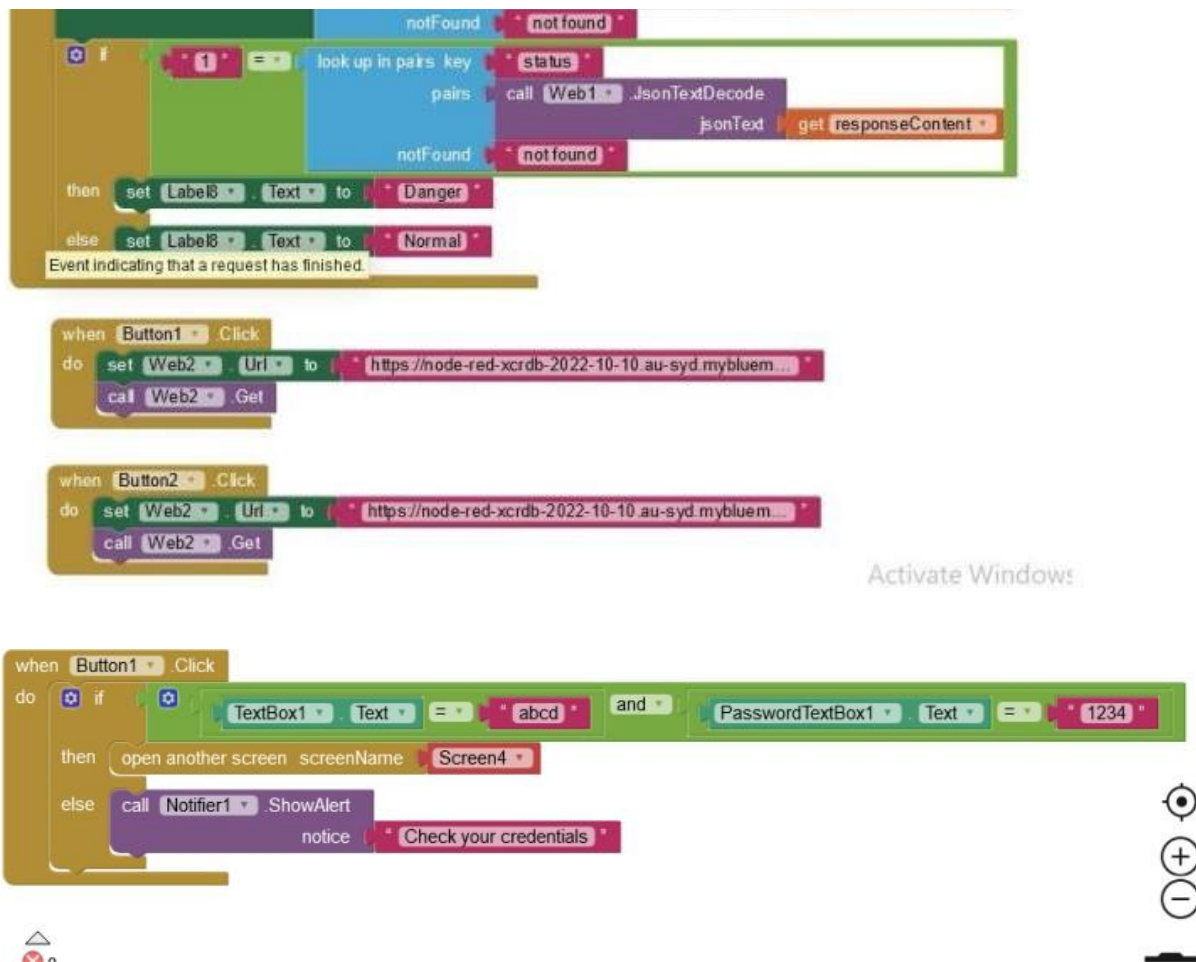 notFound " not found "
if " 1 " = look up in pairs key " status "
pairs call Web1 .JsonTextDecode
jsonText get responseContent
notFound " not found "
then set Label8 . Text to " Danger "
else set Label8 . Text to " Normal "
Event indicating that a request has finished.
when Button1 .Click
do set Web2 . Url to " https://node-red-xcrdb-2022-10-10.au-syd.mybluem... "
call Web2 .Get
when Button2 .Click
do set Web2 . Url to " https://node-red-xcrdb-2022-10-10.au-syd.mybluem... "
call Web2 .Get
Activate Windows
when Button1 .Click
do if TextBox1 . Text = " abcd " and PasswordTextBox1 . Text = " 1234 "
then open another screen screenName Screen4
else call Notifier1 .ShowAlert
notice " Check your credentials "